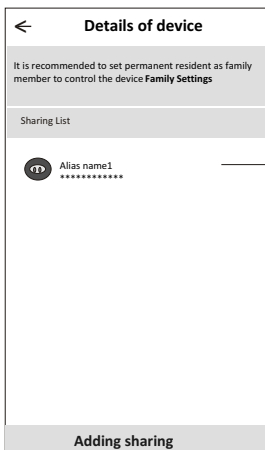 Details of device
It is recommended to set permanent resident as family
member to control the device Family Settings
Sharing List
Alias name1
************
Adding sharing